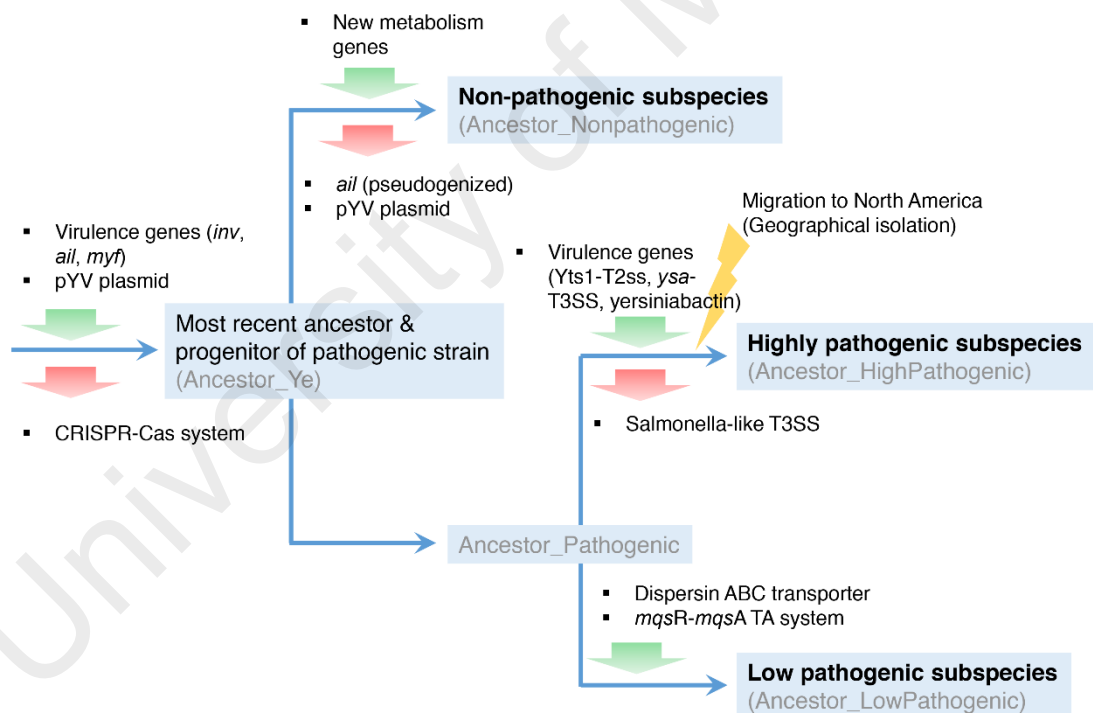 ▪ New metabolism
genes
Non-pathogenic subspecies
(Ancestor_Nonpathogenic)
▪ ail (pseudogenized)
▪ pYV plasmid
▪ Virulence genes (inv,
ail, myf)
▪ pYV plasmid
Most recent ancestor &
progenitor of pathogenic strain
(Ancestor_Ye)
▪ CRISPR-Cas system
Migration to North America
(Geographical isolation)
▪ Virulence genes
(Yts1-T2ss, ysa-
T3SS, yersiniabactin)
Highly pathogenic subspecies
(Ancestor_HighPathogenic)
▪ Salmonella-like T3SS
Ancestor_Pathogenic
▪ Dispersin ABC transporter
▪ mqsR-mqsA TA system
Low pathogenic subspecies
(Ancestor_LowPathogenic)
University of M